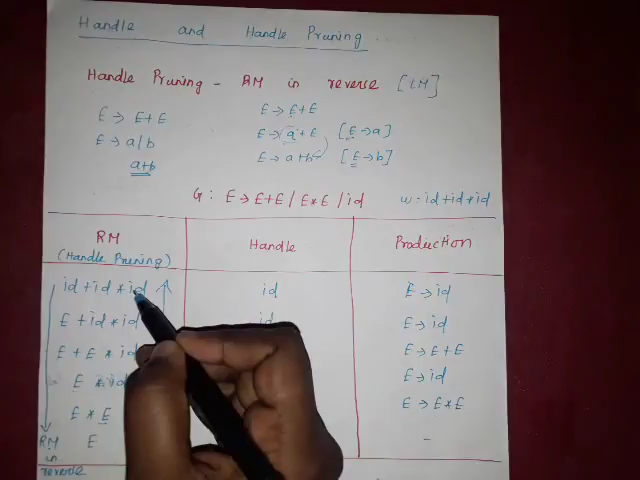 Handle and Handle Pruning
Handle Pruning - RM in reverse [LM]
E → E+E
E → a/b
a+b
E → E+E
E → a + E [E → a]
E → a+b [E → b]
G: E → E+E / E*E / id w: id+id*id
RM
(Handle Pruning)
Handle
Production
id + id * id id E → id
E + id * id id E → id
E + E * id E → E+E
E * id E → id
E * E E → E*E
E -
RM
in
reverse